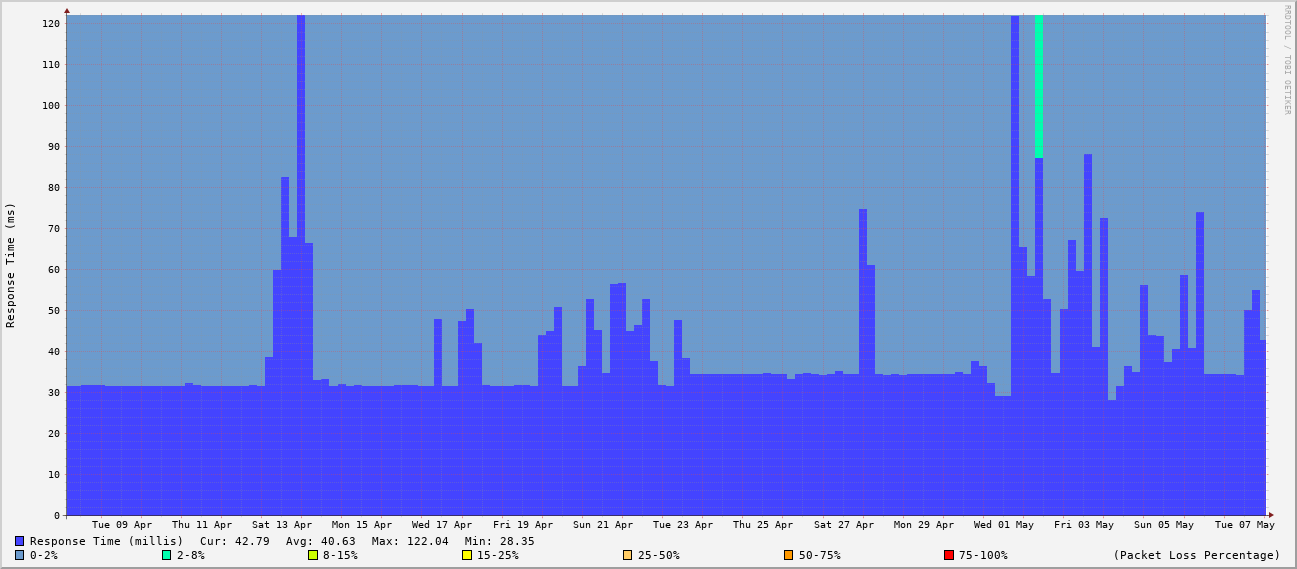 RRDTOOL / TOBI OETIKER
Response Time (ms)
120
110
100
90
80
70
60
50
40
30
20
10
0
Tue 09 Apr Thu 11 Apr Sat 13 Apr Mon 15 Apr Wed 17 Apr Fri 19 Apr Sun 21 Apr Tue 23 Apr Thu 25 Apr Sat 27 Apr Mon 29 Apr Wed 01 May Fri 03 May Sun 05 May Tue 07 May
Response Time (millis) Cur: 42.79 Avg: 40.63 Max: 122.04 Min: 28.35
0-2% 2-8% 8-15% 15-25% 25-50% 50-75% 75-100% (Packet Loss Percentage)